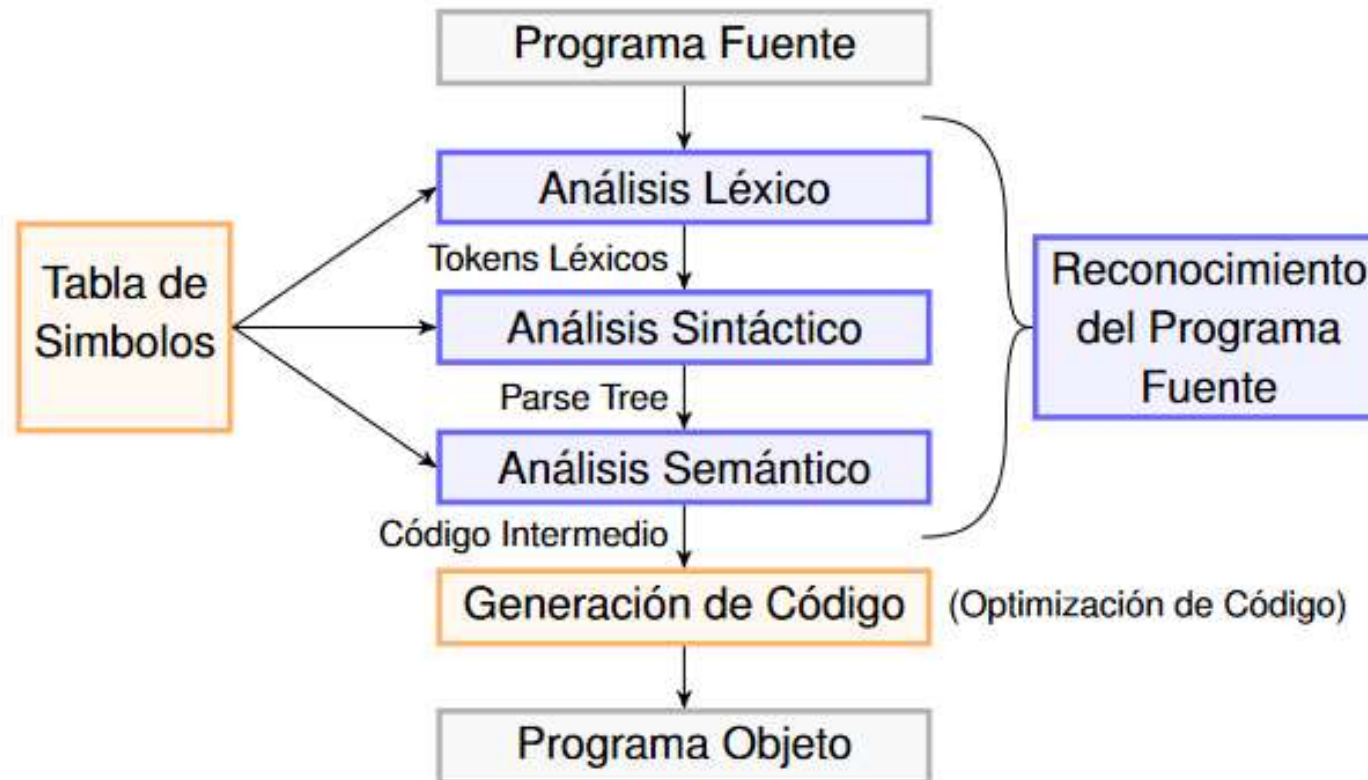 Programa Fuente
Análisis Léxico
Tokens Léxicos
Tabla de
Simbolos
Análisis Sintáctico
Reconocimiento
del Programa
Fuente
Parse Tree
Análisis Semántico
Código Intermedio
Generación de Código
(Optimización de Código)
Programa Objeto